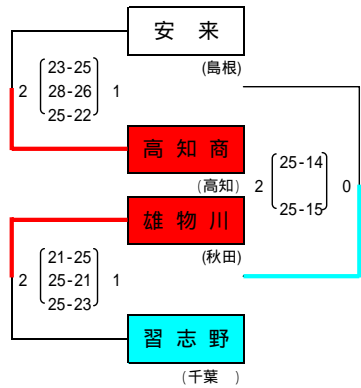 安 来
(島根)
2 23-25 1
28-26
25-22
高 知 商
(高知)
2 25-14 0
25-15
雄 物 川
(秋田)
2 21-25 1
25-21
25-23
習 志 野
(千葉 )